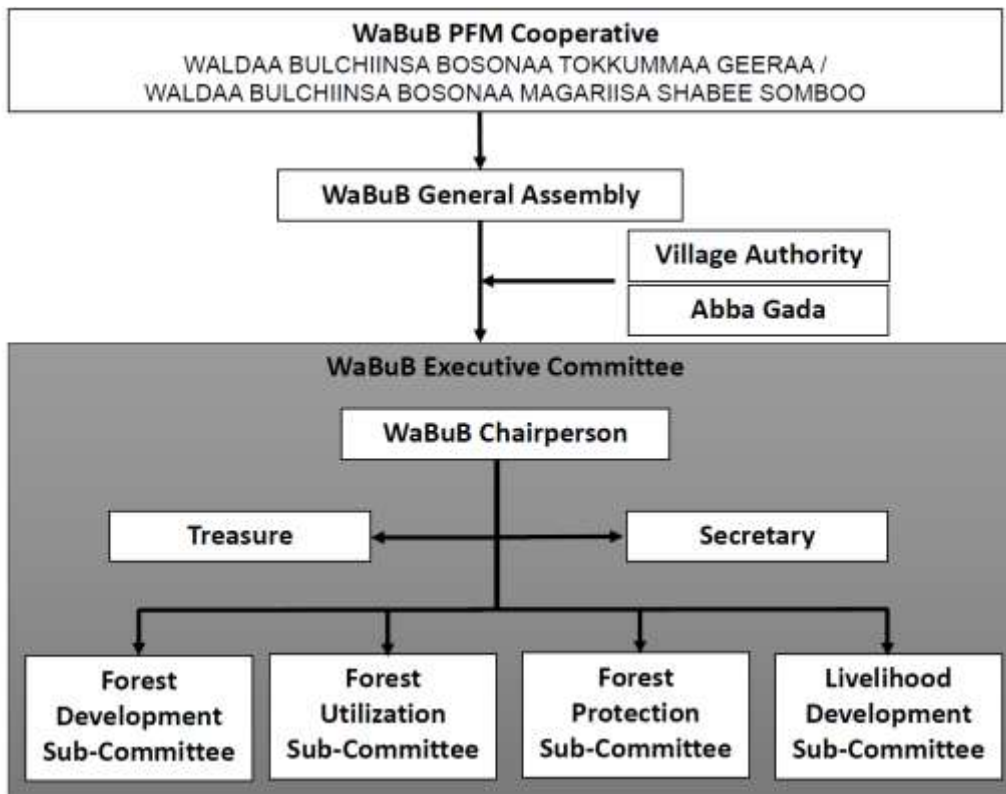 WaBuB PFM Cooperative
WALDAA BULCHIINSA BOSONAA TOKKUMMAA GEERAA /
WALDAA BULCHIINSA BOSONAA MAGARIISA SHABEE SOMBOO
WaBuB General Assembly
Village Authority
Abba Gada
WaBuB Executive Committee
WaBuB Chairperson
Treasure
Secretary
Forest
Development
Sub-Committee
Forest
Utilization
Sub-Committee
Forest
Protection
Sub-Committee
Livelihood
Development
Sub-Committee